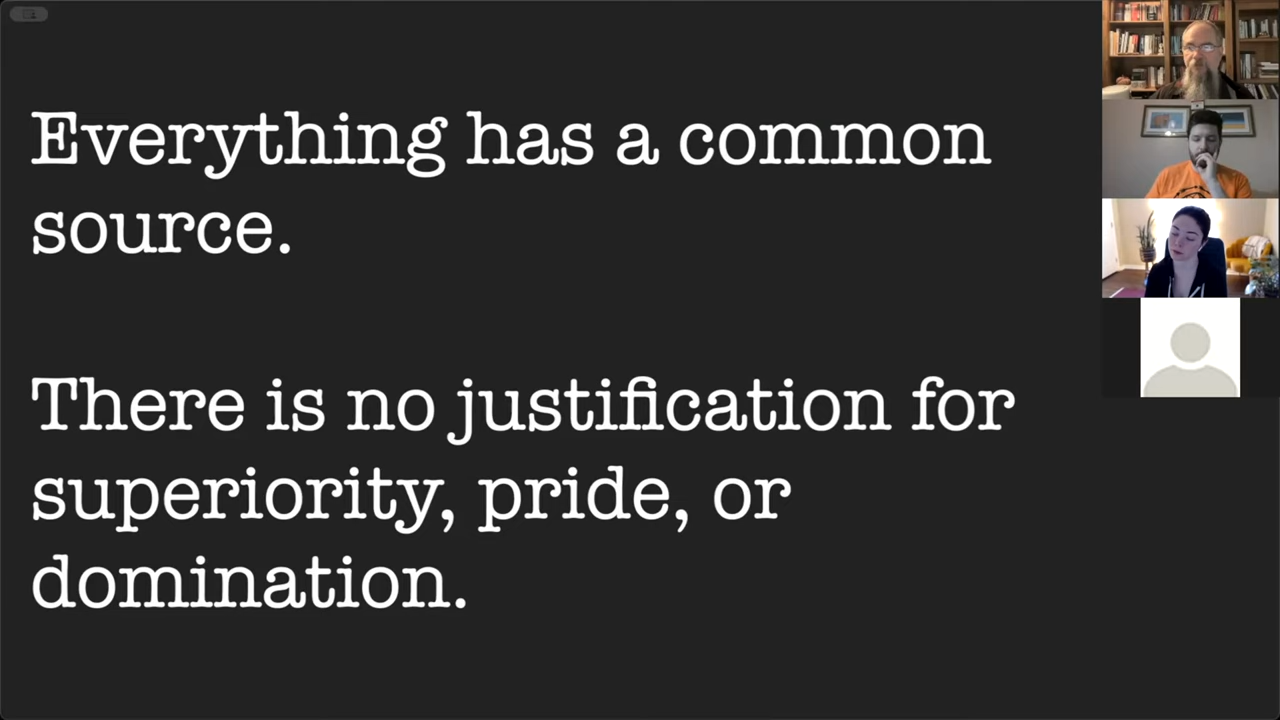 Everything has a common
source.
There is no justification for
superiority, pride, or
domination.